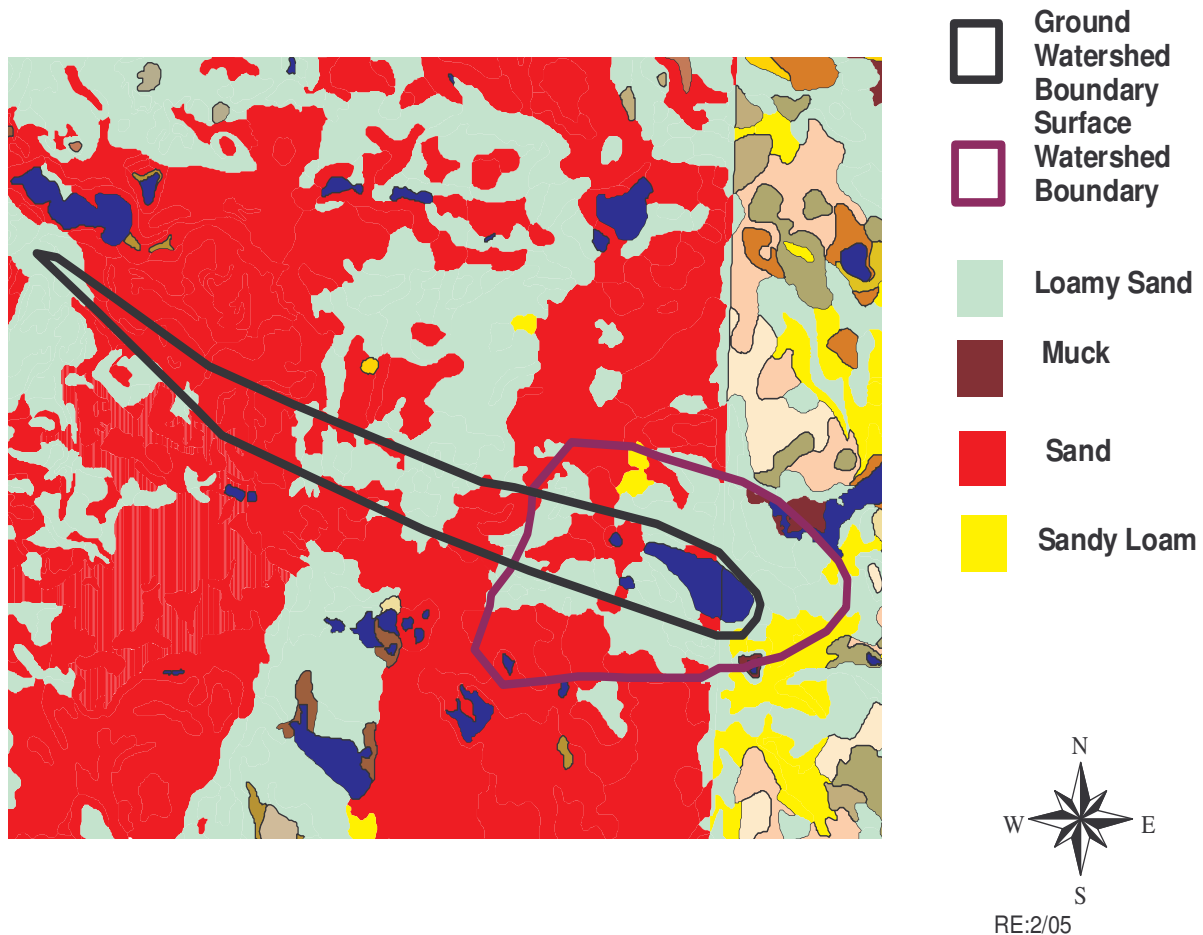 Ground
Watershed
Boundary
Surface
Watershed
Boundary
Loamy Sand
Muck
Sand
Sandy Loam
N
W
E
S
RE:2/05